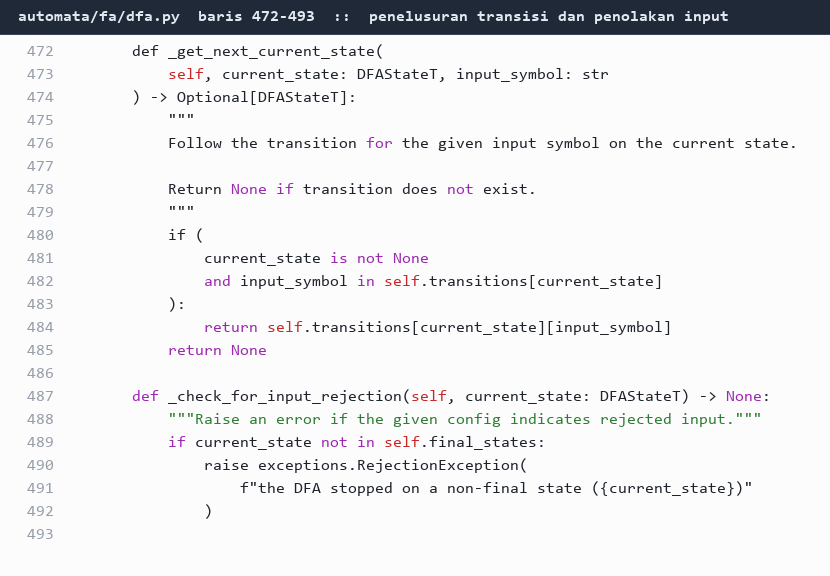 automata/fa/dfa.py  baris 472-493  ::  penelusuran transisi dan penolakan input
472        def _get_next_current_state(
473            self, current_state: DFAStateT, input_symbol: str
474        ) -> Optional[DFAStateT]:
475            """
476            Follow the transition for the given input symbol on the current state.
477
478            Return None if transition does not exist.
479            """
480            if (
481                current_state is not None
482                and input_symbol in self.transitions[current_state]
483            ):
484                return self.transitions[current_state][input_symbol]
485            return None
486
487        def _check_for_input_rejection(self, current_state: DFAStateT) -> None:
488            """Raise an error if the given config indicates rejected input."""
489            if current_state not in self.final_states:
490                raise exceptions.RejectionException(
491                    f"the DFA stopped on a non-final state ({current_state})"
492                )
493